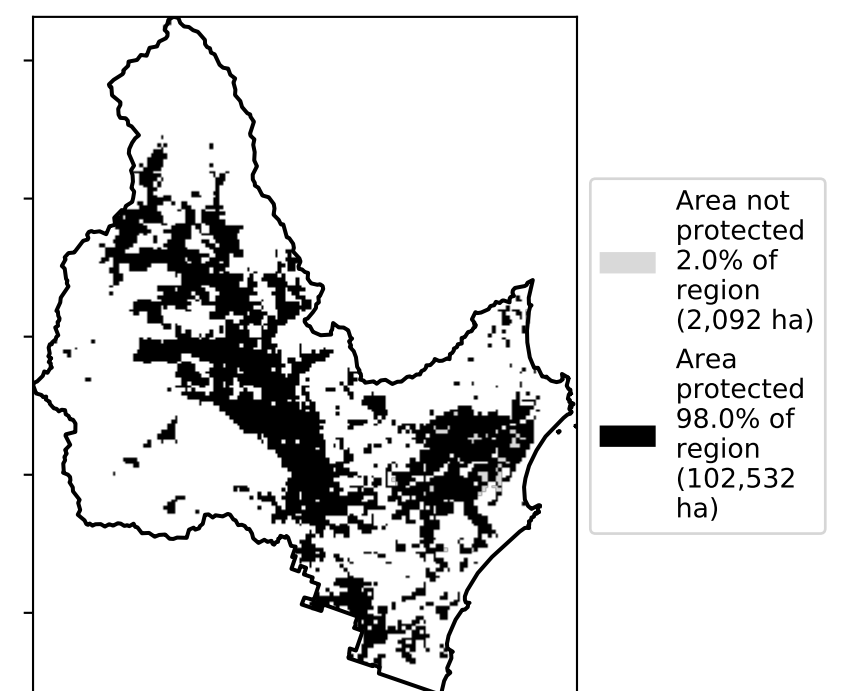 Area not
protected
2.0% of
region
(2,092 ha)
Area
protected
98.0% of
region
(102,532
ha)